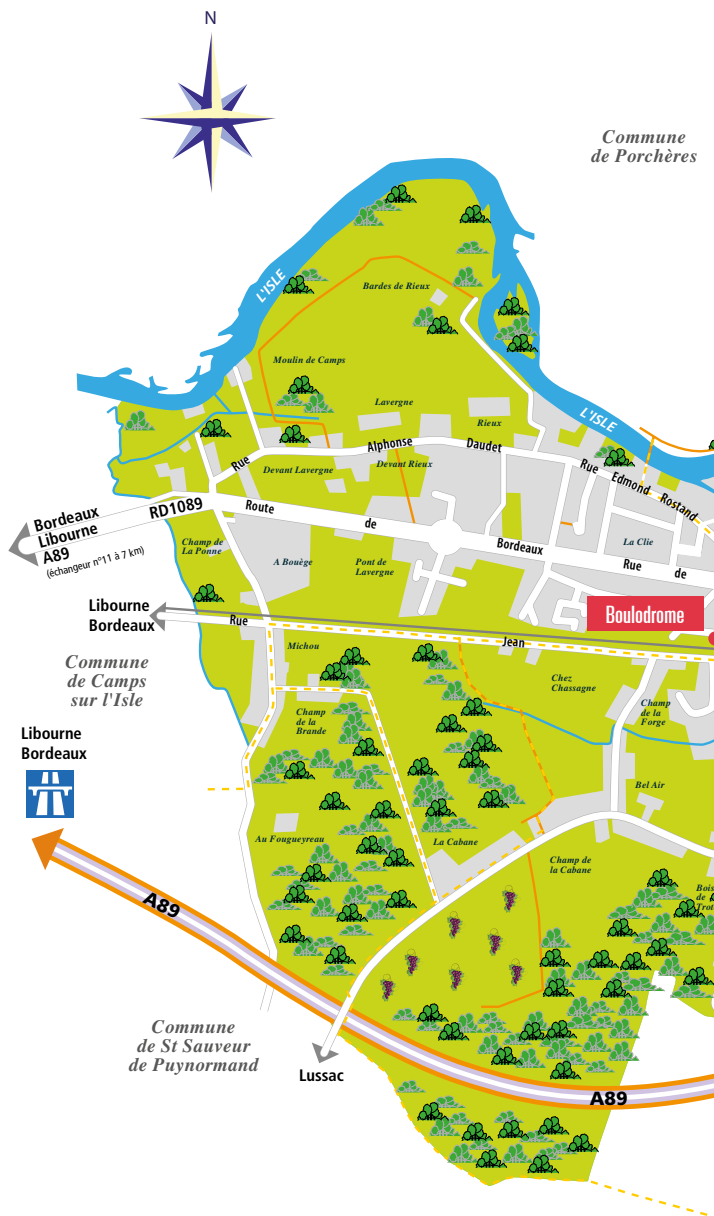 N
Commune
de Porchères
L'ISLE
Bardes de Rieux
Moulin de Camps
Lavergne
Rieux
L'ISLE
Rue Alphonse Daudet
Rue Edmond Rostand
Devant Lavergne
Devant Rieux
Bordeaux
Libourne
A89
(échangeur n°11 à 7 km)
RD1089
Route de Bordeaux
Rue de
La Clie
Champ de
La Ponne
A Bouège
Pont de
Lavergne
Libourne
Bordeaux
Rue Jean
Boulodrome
Michou
Commune
de Camps
sur l'Isle
Chez
Chassagne
Champ
de la
Brande
Champ
de la
Forge
Libourne
Bordeaux
Bel Air
Au Fougueyreau
La Cabane
Champ de
la Cabane
Bois
de
Trot
A89
Commune
de St Sauveur
de Puynormand
Lussac
A89